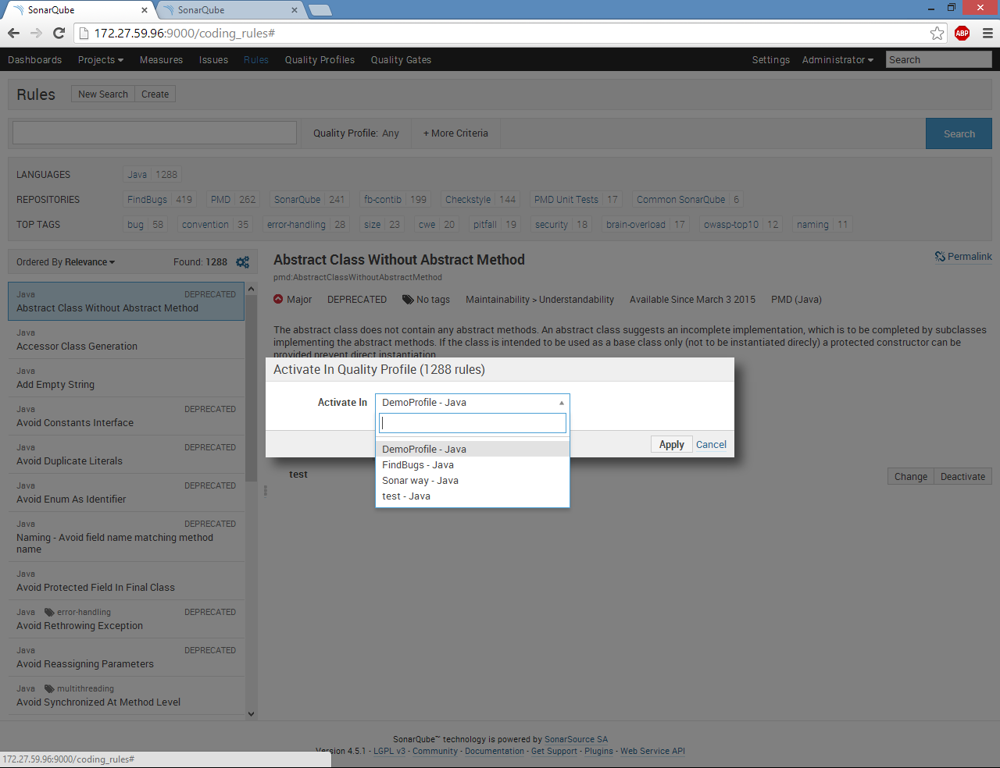 SonarQube SonarQube
172.27.59.96:9000/coding_rules# ABP
Dashboards Projects Measures Issues Rules Quality Profiles Quality Gates Settings Administrator Search
Rules New Search Create
Quality Profile: Any + More Criteria Search
LANGUAGES Java 1288
REPOSITORIES FindBugs 419 PMD 262 SonarQube 241 fb-contib 199 Checkstyle 144 PMD Unit Tests 17 Common SonarQube 6
TOP TAGS bug 58 convention 35 error-handling 28 size 23 cwe 20 pitfall 19 security 18 brain-overload 17 owasp-top10 12 naming 11
Ordered By Relevance Found: 1288
Java DEPRECATED
Abstract Class Without Abstract Method
Java
Accessor Class Generation
Java
Add Empty String
Java DEPRECATED
Avoid Constants Interface
Java DEPRECATED
Avoid Duplicate Literals
Java DEPRECATED
Avoid Enum As Identifier
Java DEPRECATED
Naming - Avoid field name matching method
name
Java
Avoid Protected Field In Final Class
Java error-handling DEPRECATED
Avoid Rethrowing Exception
Java DEPRECATED
Avoid Reassigning Parameters
Java multithreading
Avoid Synchronized At Method Level
Abstract Class Without Abstract Method Permalink
pmd:AbstractClassWithoutAbstractMethod
Major DEPRECATED No tags Maintainability > Understandability Available Since March 3 2015 PMD (Java)
The abstract class does not contain any abstract methods. An abstract class suggests an incomplete implementation, which is to be completed by subclasses
implementing the abstract methods. If the class is intended to be used as a base class only (not to be instantiated direcly) a protected constructor can be
provided prevent direct instantiation.
Activate In Quality Profile (1288 rules)
Activate In DemoProfile - Java
DemoProfile - Java
FindBugs - Java
Sonar way - Java
test - Java
Apply Cancel
test Change Deactivate
SonarQube™ technology is powered by SonarSource SA
Version 4.5.1 - LGPL v3 - Community - Documentation - Get Support - Plugins - Web Service API
172.27.59.96:9000/coding_rules#